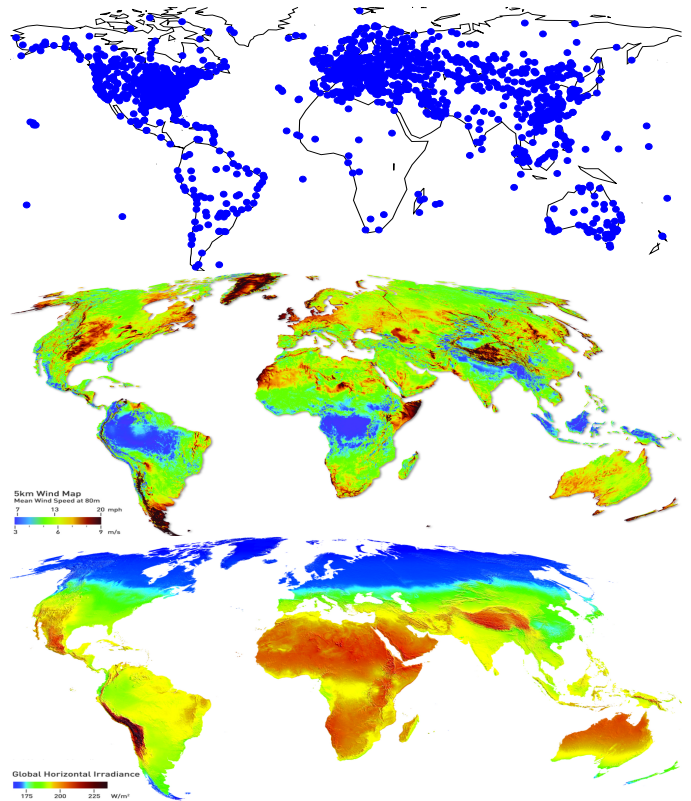 5km Wind Map
Mean Wind Speed at 80m
7 13 20 mph
3 6 9 m/s
Global Horizontal Irradiance
175 200 225 W/m²